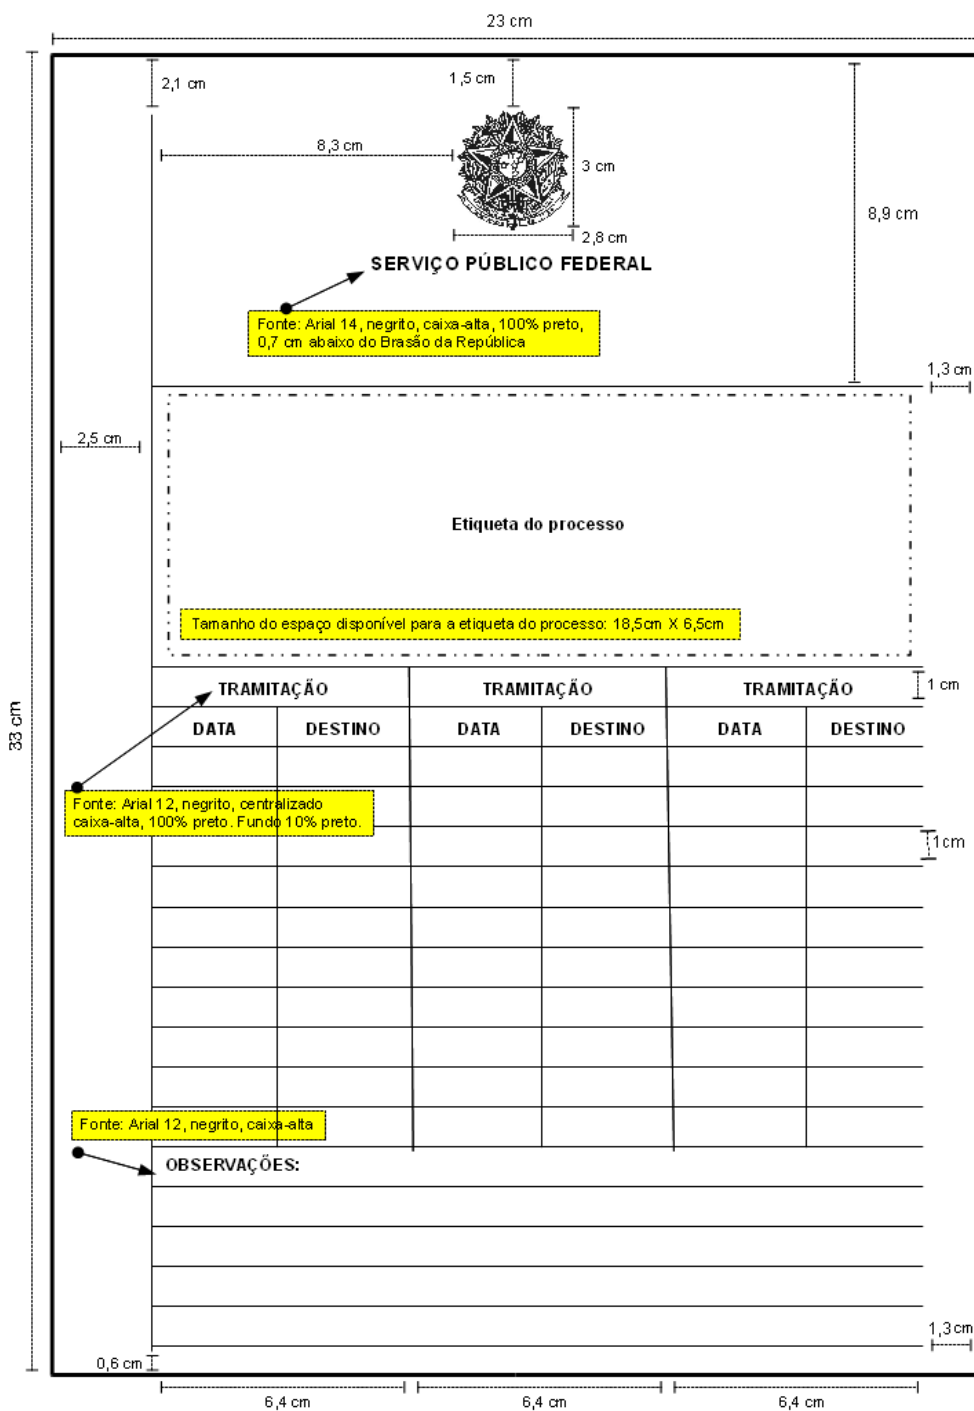 23 cm
2,1 cm
1,5 cm
8,3 cm
3 cm
8,9 cm
2,8 cm
SERVIÇO PÚBLICO FEDERAL
Fonte: Arial 14, negrito, caixa-alta, 100% preto,
0,7 cm abaixo do Brasão da República
1,3 cm
2,5 cm
Etiqueta do processo
Tamanho do espaço disponível para a etiqueta do processo: 18,5cm X 6,5cm
TRAMITAÇÃO TRAMITAÇÃO TRAMITAÇÃO
1 cm
33 cm
DATA DESTINO DATA DESTINO DATA DESTINO
Fonte: Arial 12, negrito, centralizado
caixa-alta, 100% preto. Fundo 10% preto.
1cm
Fonte: Arial 12, negrito, caixa-alta
OBSERVAÇÕES:
1,3 cm
0,6 cm
6,4 cm 6,4 cm 6,4 cm